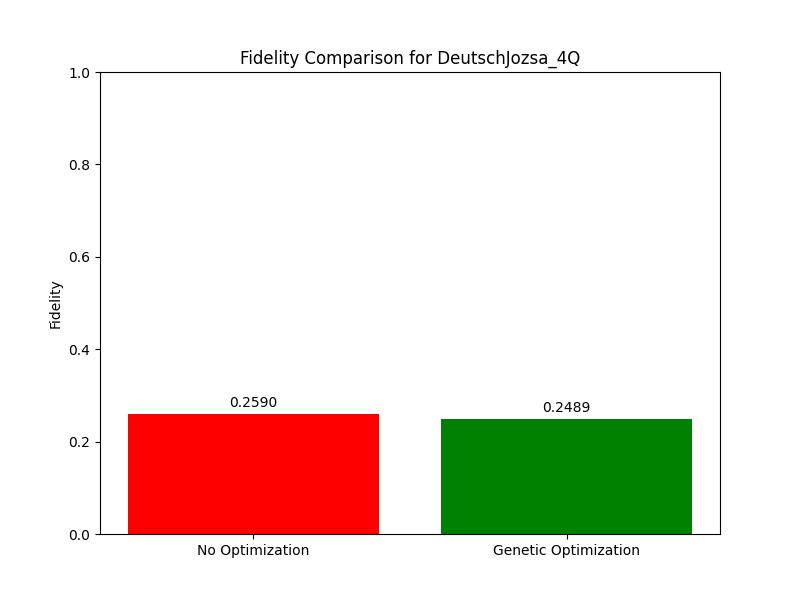 Fidelity Comparison for DeutschJozsa_4Q
1.0
0.8
0.6
0.4
0.2
0.0
Fidelity
0.2590
0.2489
No Optimization
Genetic Optimization